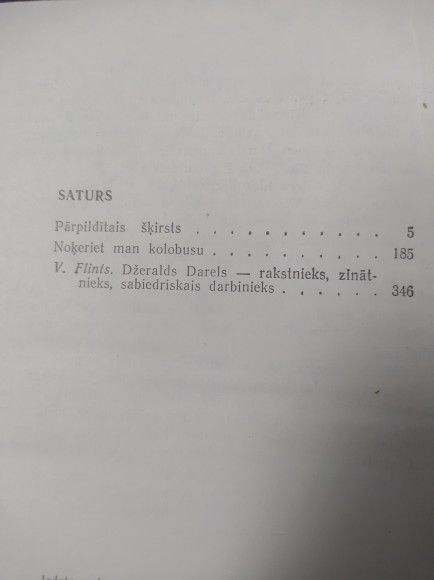 SATURS
Pārpildītais šķirsts . . . . . . . . . . . 5
Noķeriet man kolobusu . . . . . . . . . . 185
V. Flints. Džeralds Darels — rakstnieks, zināt-
nieks, sabiedriskais darbinieks . . . . . . 346